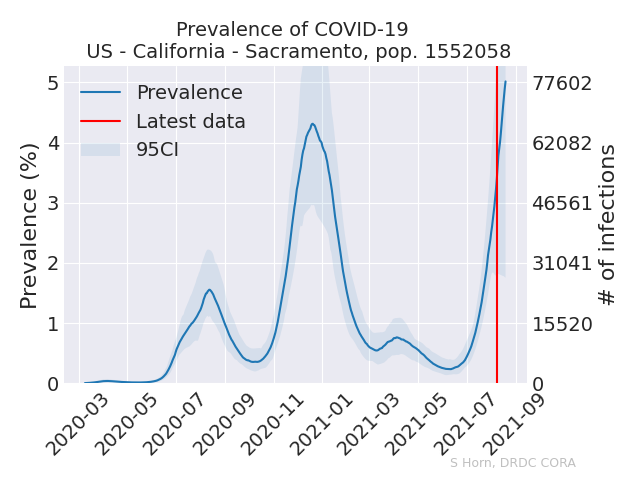 Prevalence of COVID-19
US - California - Sacramento, pop. 1552058
Prevalence
Latest data
95CI
Prevalence (%)
5
4
3
2
1
0
77602
62082
46561
31041
15520
0
# of infections
2020-03
2020-05
2020-07
2020-09
2020-11
2021-01
2021-03
2021-05
2021-07
2021-09
S Horn, DRDC CORA